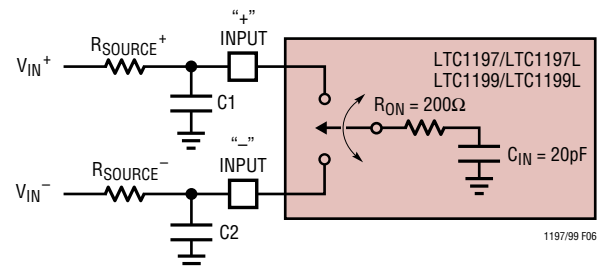 “+”
INPUT
RSOURCE+
VIN+
C1
LTC1197/LTC1197L
LTC1199/LTC1199L
RON = 200Ω
CIN = 20pF
“–”
INPUT
RSOURCE–
VIN–
C2
1197/99 F06